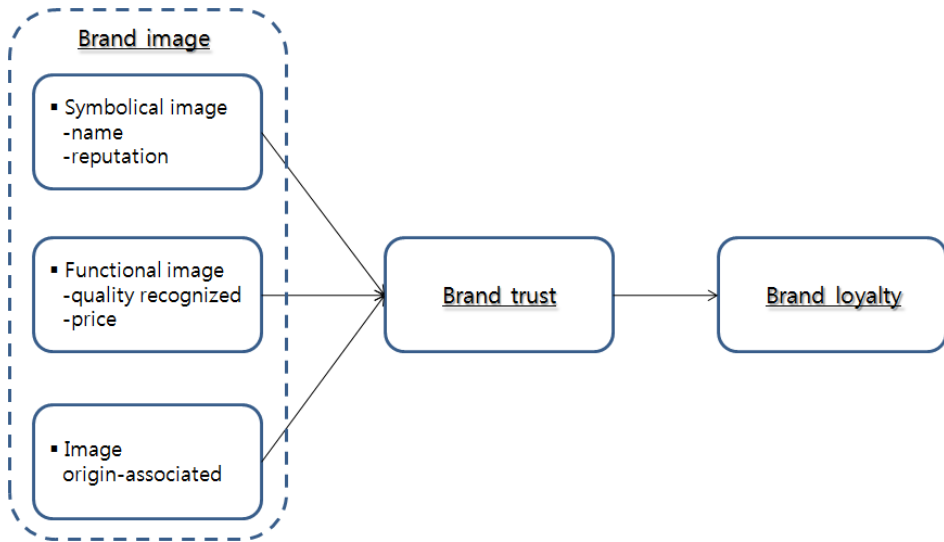 Brand image
▪ Symbolical image
-name
-reputation
▪ Functional image
-quality recognized
-price
▪ Image
origin-associated
Brand trust
Brand loyalty